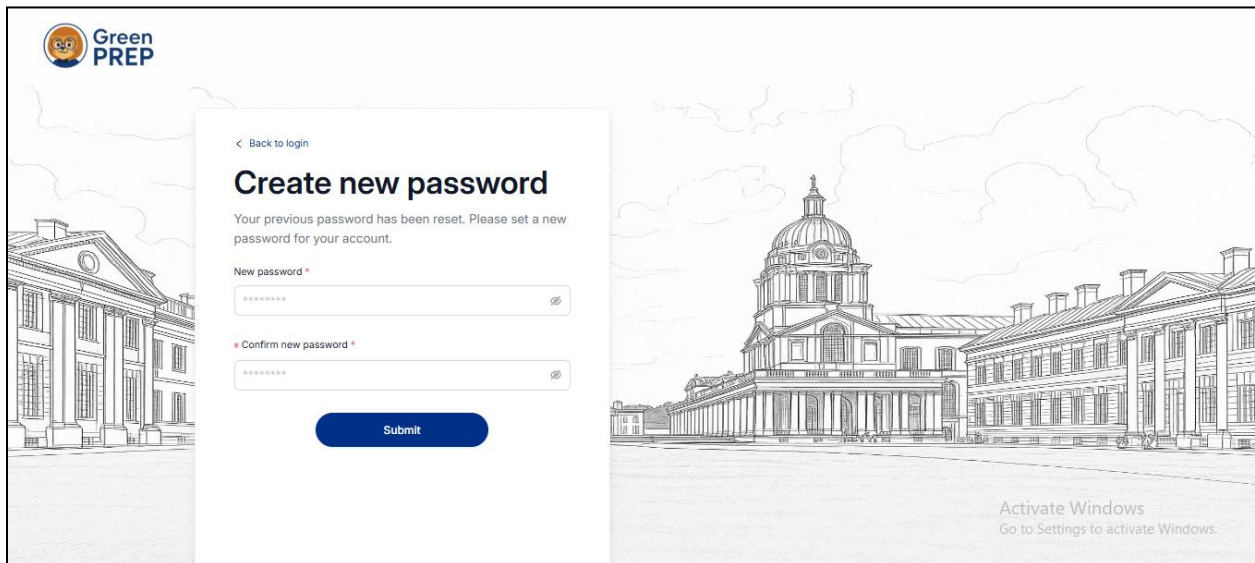 Green
PREP
< Back to login
Create new password
Your previous password has been reset. Please set a new
password for your account.
New password *
********
* Confirm new password *
********
Submit
Activate Windows
Go to Settings to activate Windows.